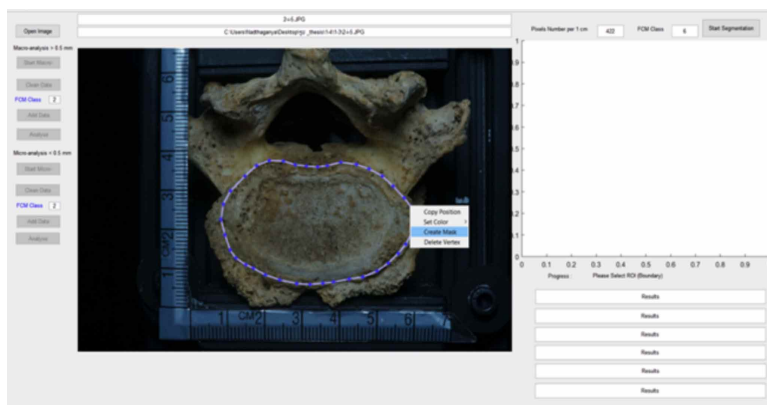 2+0.JPG
Open Image
Pixels Number per 1 cm 422 FCM Class 6 Start Segmentation
Macro-analysis > 0.5 mm
Start Macro
Clean Data
FCM Class 2
Add Data
Analyze
Micro-analysis < 0.5 mm
Start Micro
Clean Data
FCM Class 2
Add Data
Analyze
Copy Position
Set Color
Create Mask
Delete Vertex
1 CM2 3 4 5 6
1
0.9
0.8
0.7
0.6
0.5
0.4
0.3
0.2
0.1
0
0 0.1 0.2 0.3 0.4 0.5 0.6 0.7 0.8 0.9
Progress : Please Select ROI (Boundary)
Results
Results
Results
Results
Results
Results